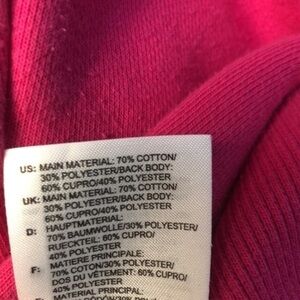 US: MAIN MATERIAL: 70% COTTON/
30% POLYESTER/BACK BODY:
60% CUPRO/40% POLYESTER
UK: MAIN MATERIAL: 70% COTTON/
30% POLYESTER/BACK BODY:
60% CUPRO/40% POLYESTER
D: HAUPTMATERIAL:
70% BAUMWOLLE/30% POLYESTER/
RUECKTEIL: 60% CUPRO/
40% POLYESTER
F: MATIERE PRINCIPALE:
70% COTON/30% POLYESTER/
DOS DU VÊTEMENT: 60% CUPRO/
40% POLYESTER
MATERIAL PRINCIPAL: